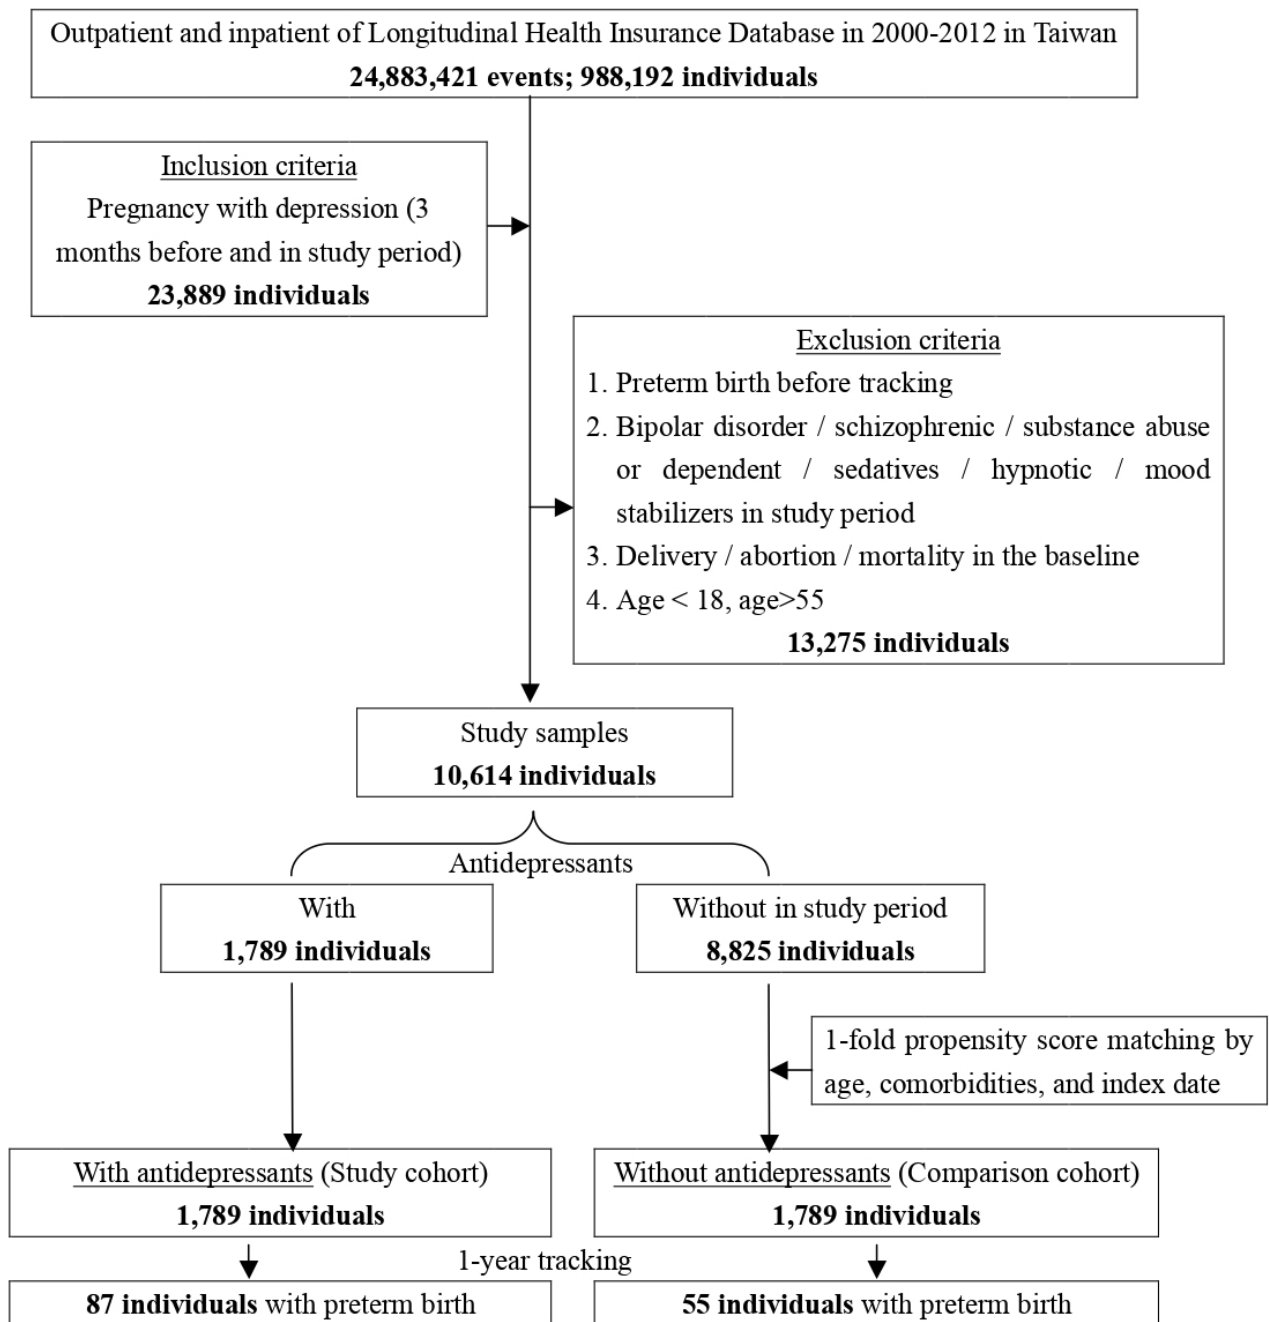 Outpatient and inpatient of Longitudinal Health Insurance Database in 2000-2012 in Taiwan
24,883,421 events; 988,192 individuals
Inclusion criteria
Pregnancy with depression (3
months before and in study period)
23,889 individuals
Exclusion criteria
1. Preterm birth before tracking
2. Bipolar disorder / schizophrenic / substance abuse
or dependent / sedatives / hypnotic / mood
stabilizers in study period
3. Delivery / abortion / mortality in the baseline
4. Age < 18, age>55
13,275 individuals
Study samples
10,614 individuals
Antidepressants
With
1,789 individuals
Without in study period
8,825 individuals
1-fold propensity score matching by
age, comorbidities, and index date
With antidepressants (Study cohort)
1,789 individuals
Without antidepressants (Comparison cohort)
1,789 individuals
1-year tracking
87 individuals with preterm birth
55 individuals with preterm birth